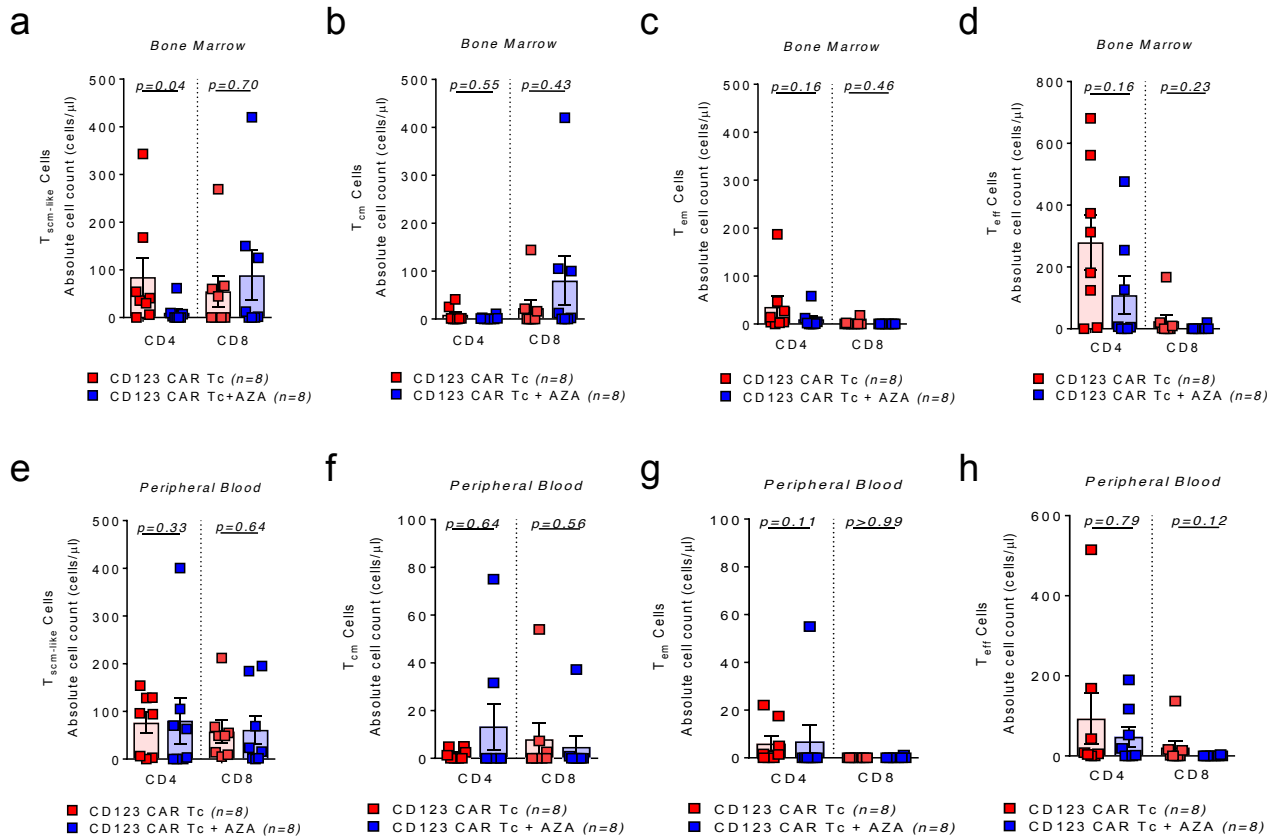 a
Bone Marrow
T_scm-like Cells
Absolute cell count (cells/μl)
500
400
300
200
100
0
p=0.04
p=0.70
CD4
CD8
CD123 CAR Tc (n=8)
CD123 CAR Tc+AZA (n=8)
b
Bone Marrow
T_cm Cells
Absolute cell count (cells/μl)
500
400
300
200
100
0
p=0.55
p=0.43
CD4
CD8
CD123 CAR Tc (n=8)
CD123 CAR Tc + AZA (n=8)
c
Bone Marrow
T_em Cells
Absolute cell count (cells/μl)
500
400
300
200
100
0
p=0.16
p=0.46
CD4
CD8
CD123 CAR Tc (n=8)
CD123 CAR Tc + AZA (n=8)
d
Bone Marrow
T_eff Cells
Absolute cell count (cells/μl)
800
600
400
200
0
p=0.16
p=0.23
CD4
CD8
CD123 CAR Tc (n=8)
CD123 CAR Tc + AZA (n=8)
e
Peripheral Blood
T_scm-like Cells
Absolute cell count (cells/μl)
500
400
300
200
100
0
p=0.33
p=0.64
CD4
CD8
CD123 CAR Tc (n=8)
CD123 CAR Tc + AZA (n=8)
f
Peripheral Blood
T_cm Cells
Absolute cell count (cells/μl)
100
80
60
40
20
0
p=0.64
p=0.56
CD4
CD8
CD123 CAR Tc (n=8)
CD123 CAR Tc + AZA (n=8)
g
Peripheral Blood
T_em Cells
Absolute cell count (cells/μl)
100
80
60
40
20
0
p=0.11
p>0.99
CD4
CD8
CD123 CAR Tc (n=8)
CD123 CAR Tc + AZA (n=8)
h
Peripheral Blood
T_eff Cells
Absolute cell count (cells/μl)
600
400
200
0
p=0.79
p=0.12
CD4
CD8
CD123 CAR Tc (n=8)
CD123 CAR Tc + AZA (n=8)